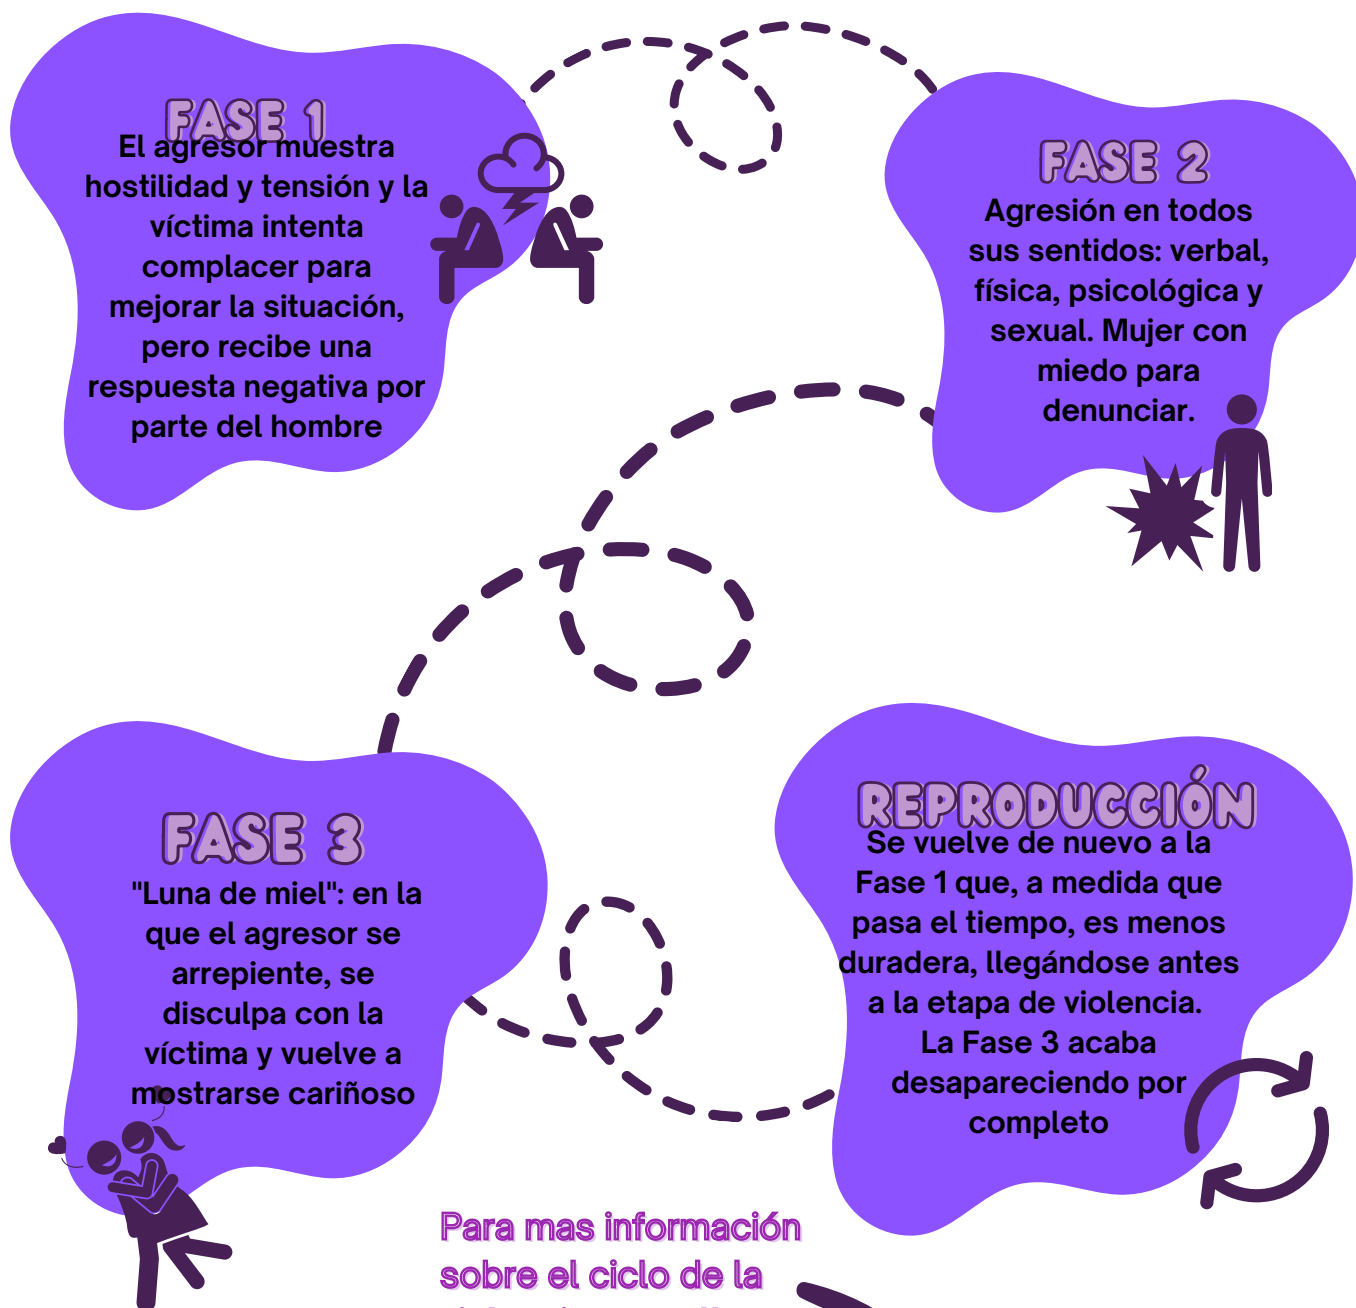 FASE 1
El agresor muestra
hostilidad y tensión y la
víctima intenta
complacer para
mejorar la situación,
pero recibe una
respuesta negativa por
parte del hombre
FASE 2
Agresión en todos
sus sentidos: verbal,
física, psicológica y
sexual. Mujer con
miedo para
denunciar.
FASE 3
"Luna de miel": en la
que el agresor se
arrepiente, se
disculpa con la
víctima y vuelve a
mostrarse cariñoso
REPRODUCCIÓN
Se vuelve de nuevo a la
Fase 1 que, a medida que
pasa el tiempo, es menos
duradera, llegándose antes
a la etapa de violencia.
La Fase 3 acaba
desapareciendo por
completo
Para mas información
sobre el ciclo de la